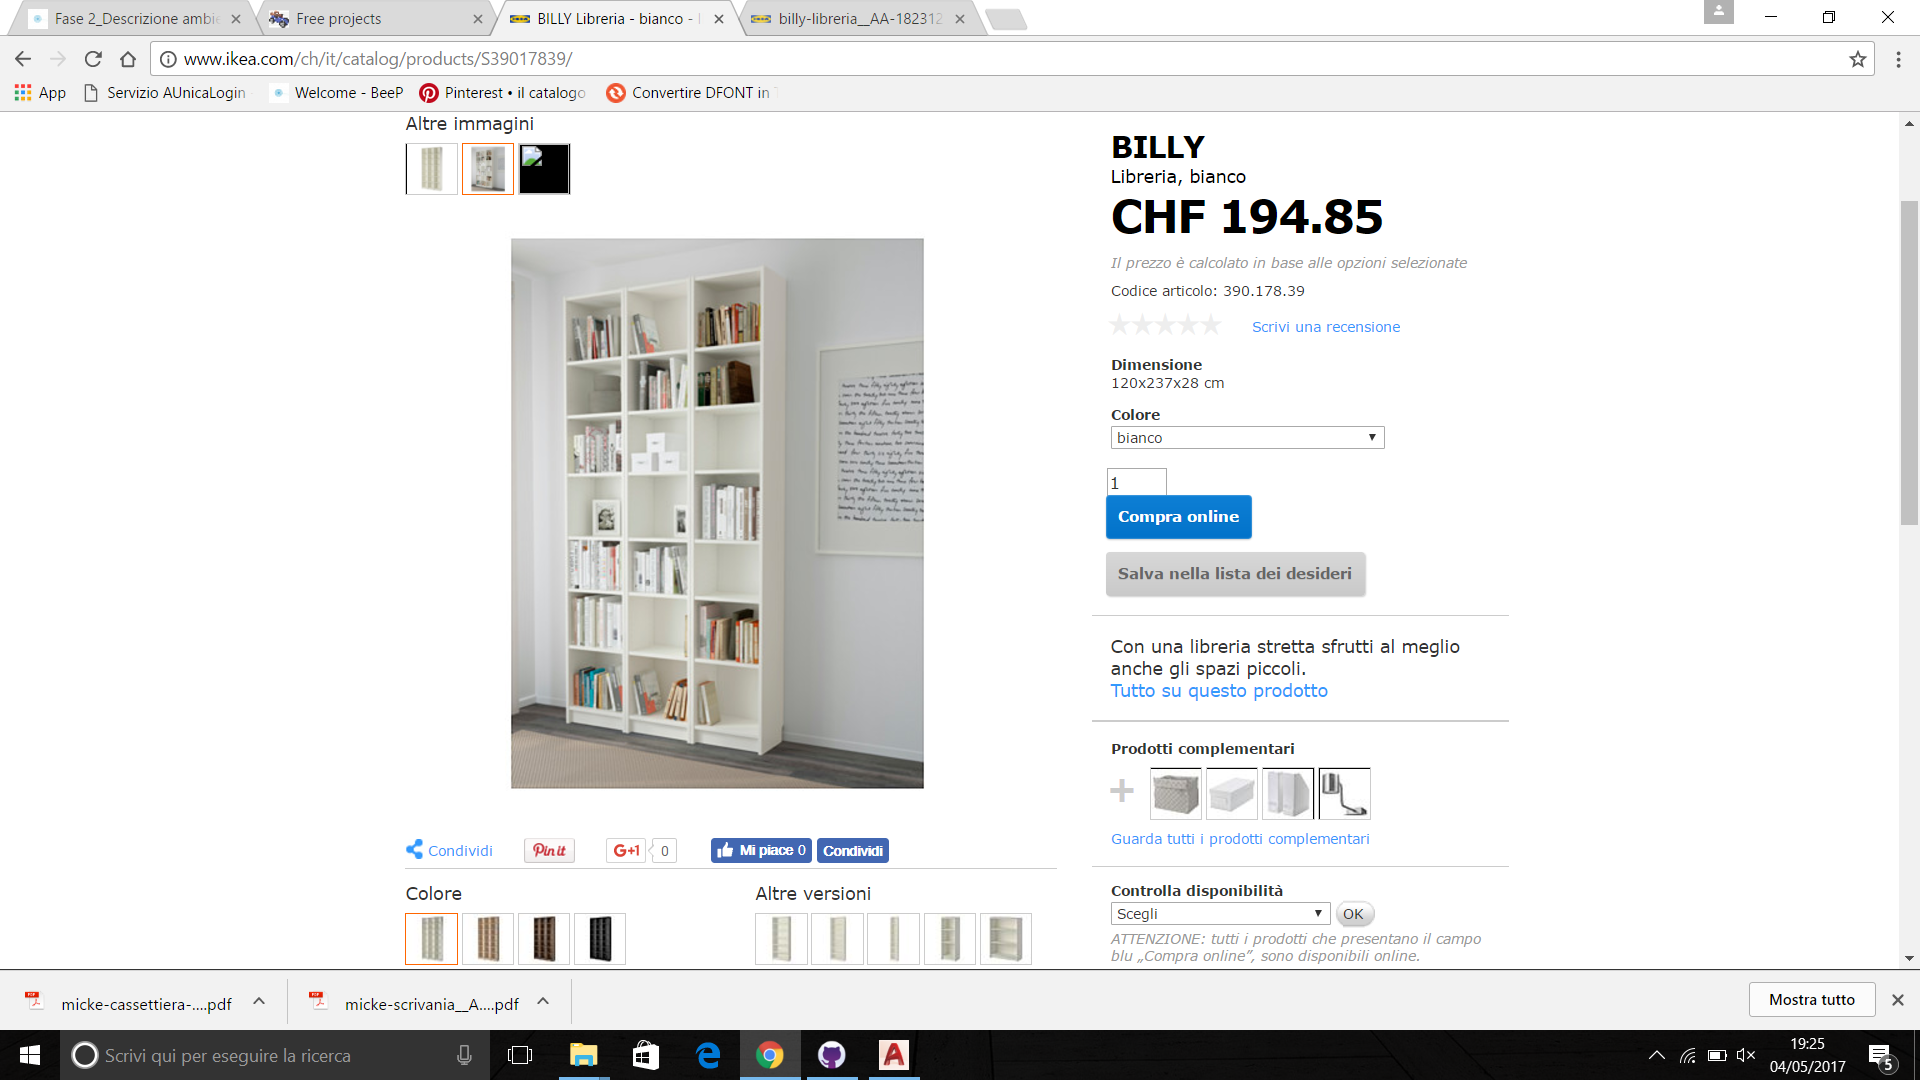 Fase 2_Descrizione ambie
Free projects
BILLY Libreria - bianco -
billy-libreria__AA-182312
www.ikea.com/ch/it/catalog/products/S39017839/
App
Servizio AUnicaLogin
Welcome - BeeP
Pinterest • il catalogo
Convertire DFONT in
Altre immagini
BILLY
Libreria, bianco
CHF 194.85
Il prezzo è calcolato in base alle opzioni selezionate
Codice articolo: 390.178.39
Scrivi una recensione
Dimensione
120x237x28 cm
Colore
bianco
1
Compra online
Salva nella lista dei desideri
Con una libreria stretta sfrutti al meglio
anche gli spazi piccoli.
Tutto su questo prodotto
Prodotti complementari
Guarda tutti i prodotti complementari
Condividi
Pin it
G+1
0
Mi piace 0
Condividi
Colore
Altre versioni
Controlla disponibilità
Scegli
OK
ATTENZIONE: tutti i prodotti che presentano il campo
blu „Compra online”, sono disponibili online.
micke-cassettiera-....pdf
micke-scrivania__A....pdf
Mostra tutto
Scrivi qui per eseguire la ricerca
19:25
04/05/2017
5